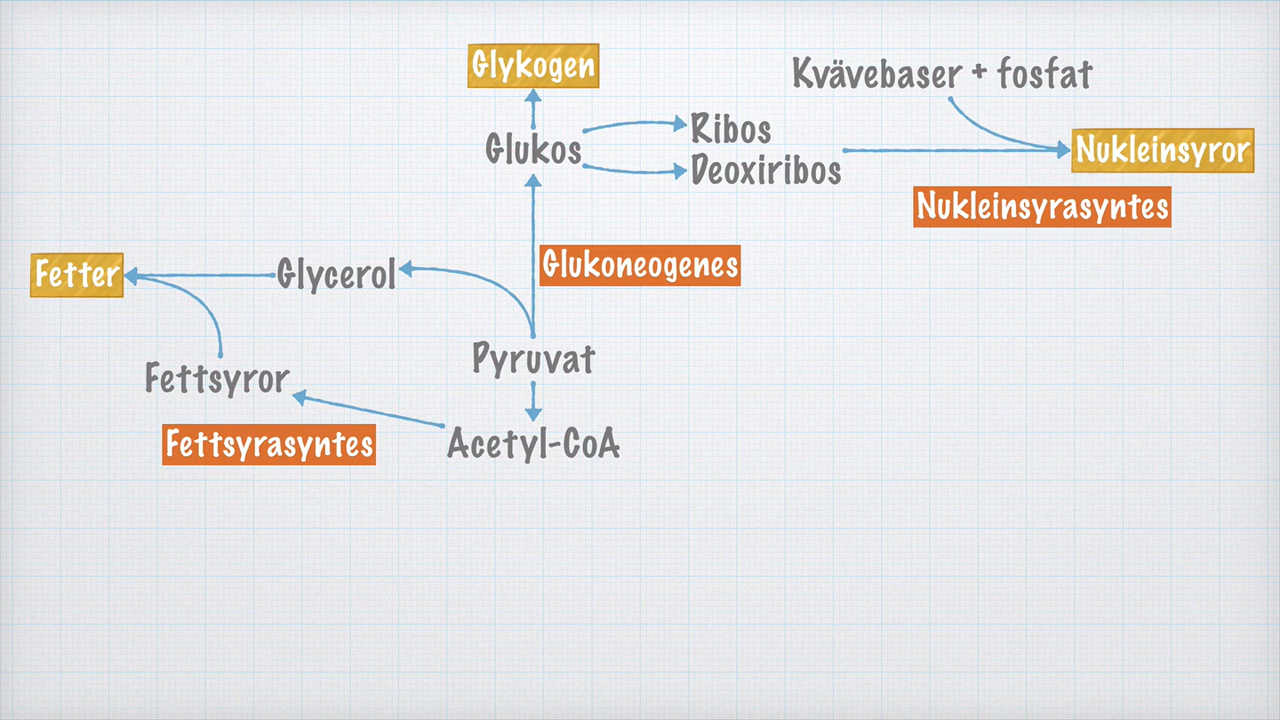 Glykogen
Kvävebaser + fosfat
Glukos
Ribos
Deoxiribos
Nukleinsyror
Nukleinsyrasyntes
Glukoneogenes
Fetter
Glycerol
Pyruvat
Fettsyror
Fettsyrasyntes
Acetyl-CoA